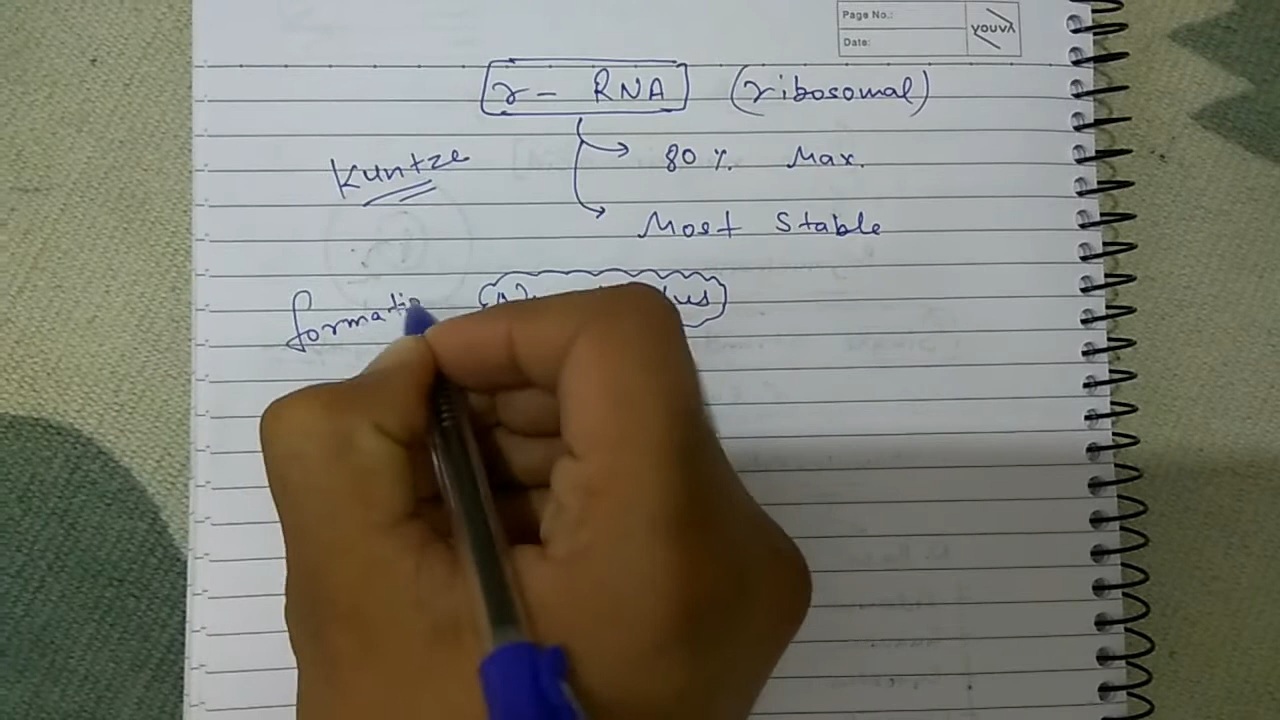 Page No.:
Date:
youva
r - RNA (ribosomal)
80 % Max.
Kuntze
Most Stable
formatio